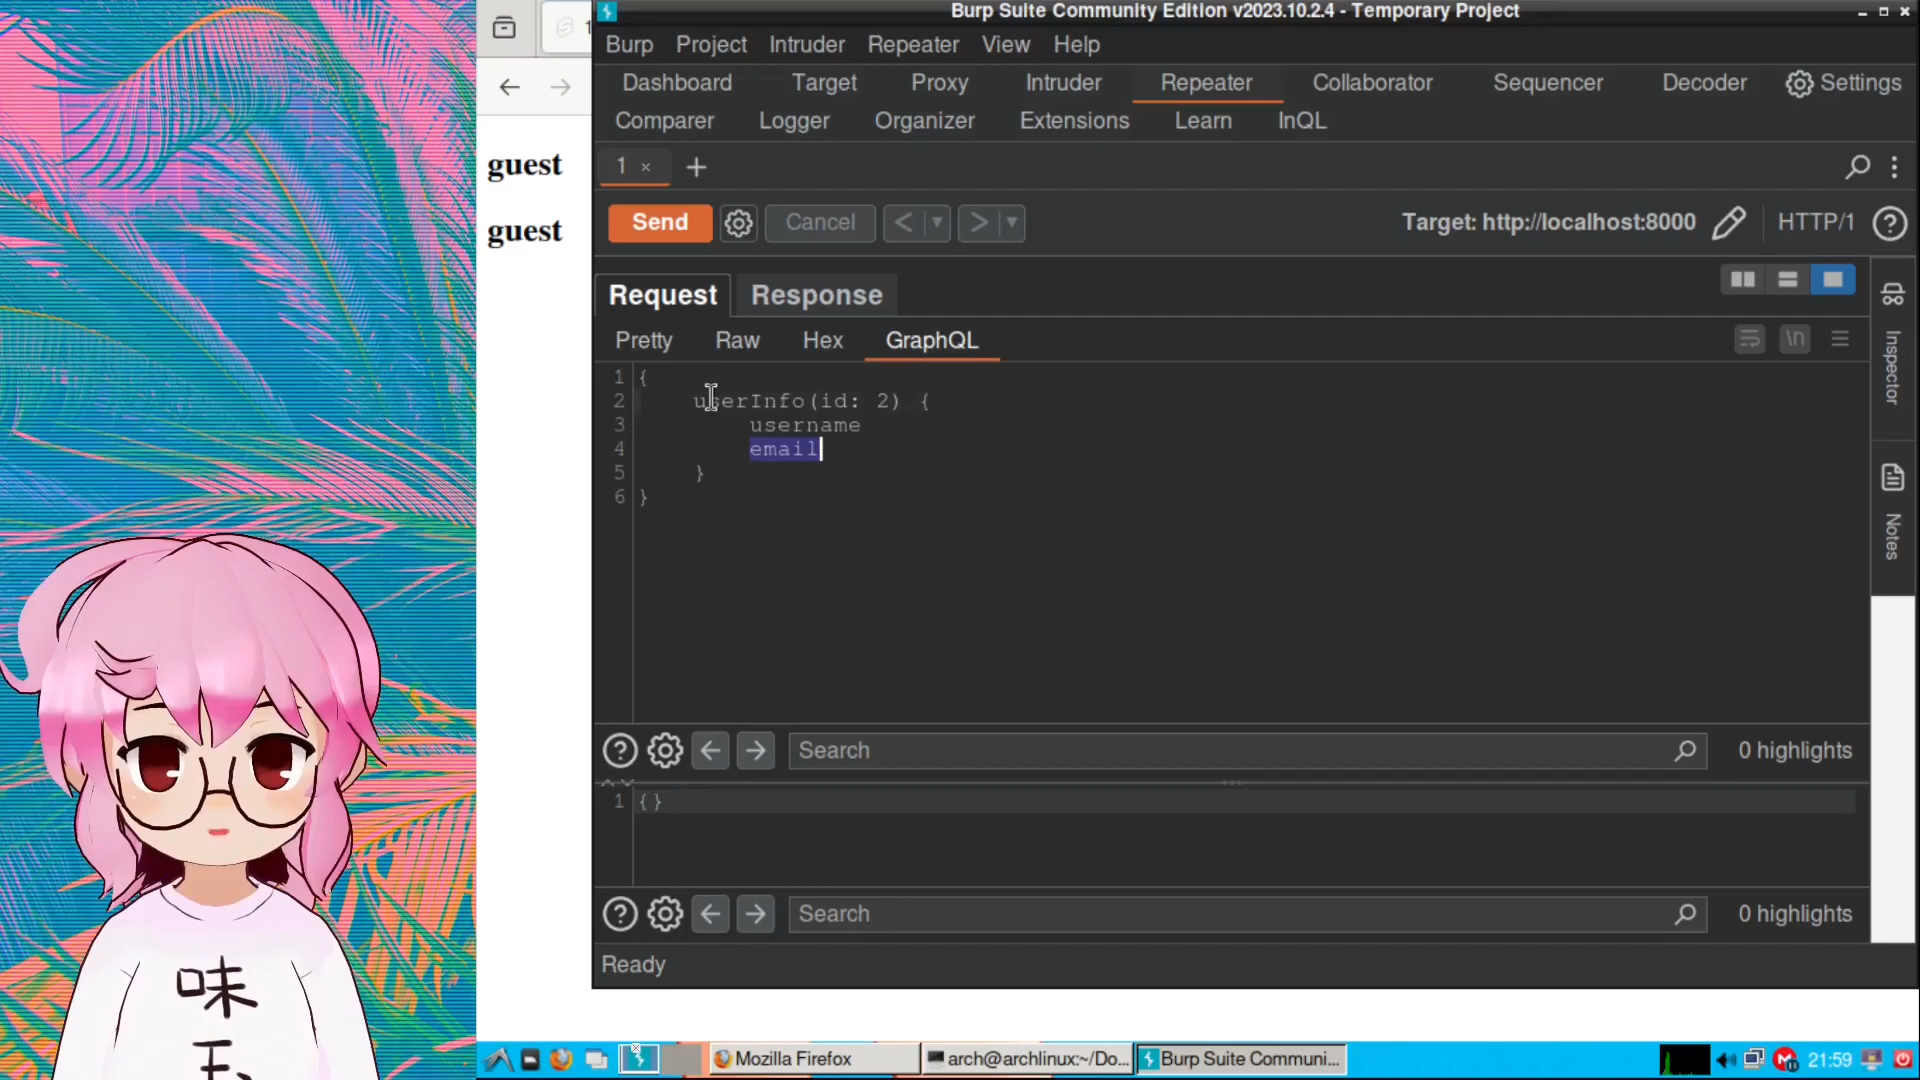 Burp Suite Community Edition v2023.10.2.4 - Temporary Project
Burp Project Intruder Repeater View Help
Dashboard Target Proxy Intruder Repeater Collaborator Sequencer Decoder Settings
Comparer Logger Organizer Extensions Learn InQL
1 × +
Send Cancel < > Target: http://localhost:8000 HTTP/1 ?
Request Response
Pretty Raw Hex GraphQL \n
Inspector
Notes
1 {
2 userInfo(id: 2) {
3 username
4 email
5 }
6 }
? Search 0 highlights
1 {}
? Search 0 highlights
Ready
guest
guest
味
Mozilla Firefox arch@archlinux:~/Do... Burp Suite Communi... 21:59